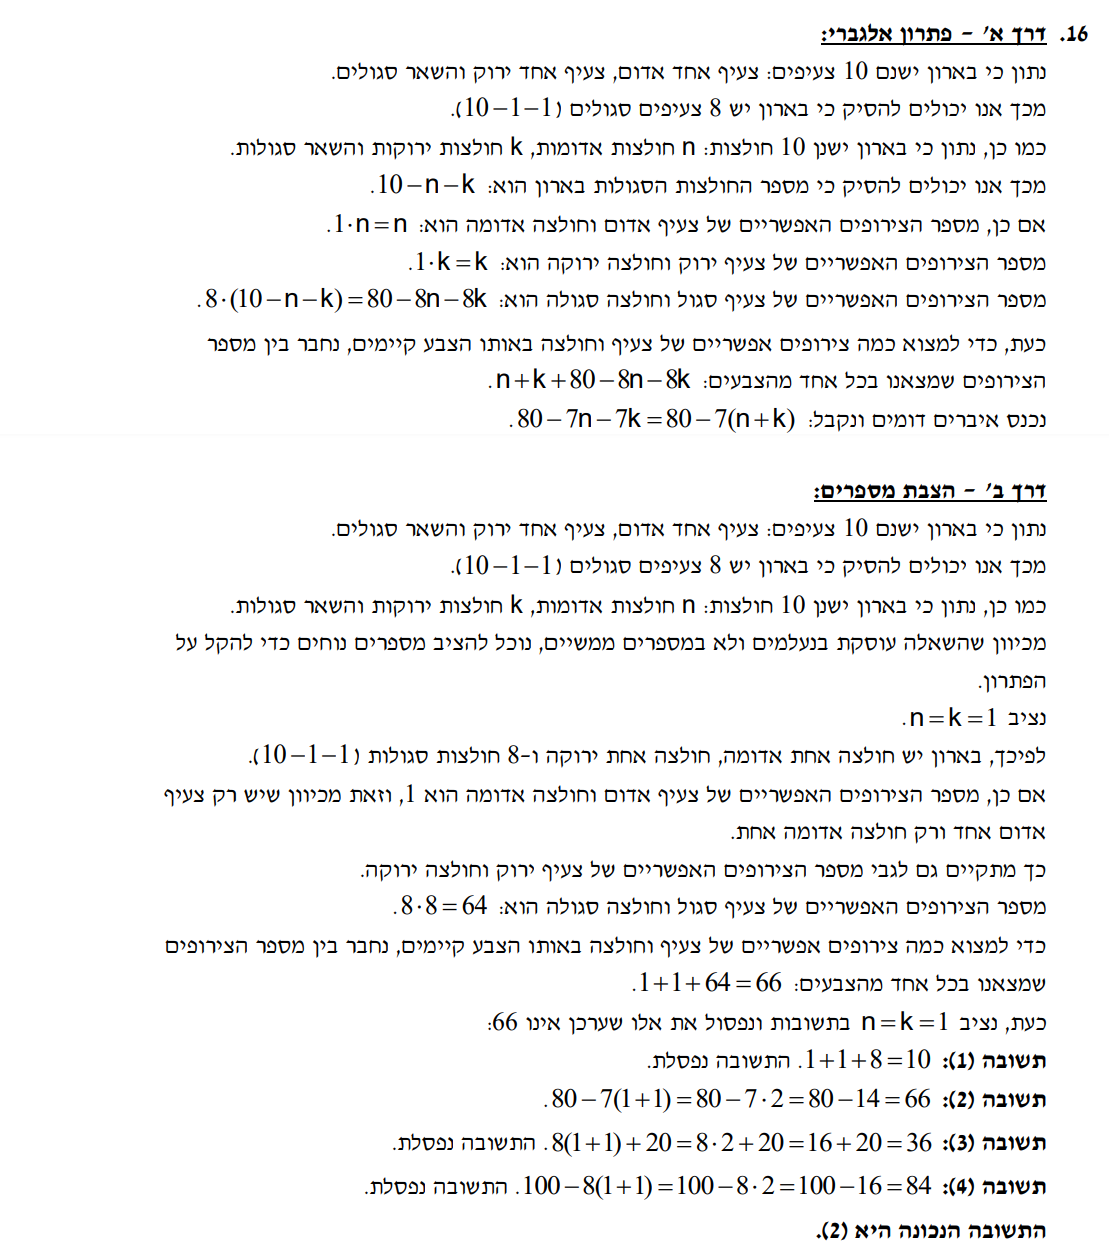 16. דרך א' – פתרון אלגברי:
נתון כי בארון ישנם 10 צעיפים: צעיף אחד אדום, צעיף אחד ירוק והשאר סגולים.
מכך אנו יכולים להסיק כי בארון יש 8 צעיפים סגולים (10−1−1).
כמו כן, נתון כי בארון ישנן 10 חולצות: n חולצות אדומות, k חולצות ירוקות והשאר סגולות.
מכך אנו יכולים להסיק כי מספר החולצות הסגולות בארון הוא: 10−n−k.
אם כן, מספר הצירופים האפשריים של צעיף אדום וחולצה אדומה הוא: 1·n=n.
מספר הצירופים האפשריים של צעיף ירוק וחולצה ירוקה הוא: 1·k=k.
מספר הצירופים האפשריים של צעיף סגול וחולצה סגולה הוא: 8·(10−n−k)=80−8n−8k.
כעת, כדי למצוא כמה צירופים אפשריים של צעיף וחולצה באותו הצבע קיימים, נחבר בין מספר
הצירופים שמצאנו בכל אחד מהצבעים: n+k+80−8n−8k.
נכנס איברים דומים ונקבל: 80−7n−7k=80−7(n+k).
דרך ב' – הצבת מספרים:
נתון כי בארון ישנם 10 צעיפים: צעיף אחד אדום, צעיף אחד ירוק והשאר סגולים.
מכך אנו יכולים להסיק כי בארון יש 8 צעיפים סגולים (10−1−1).
כמו כן, נתון כי בארון ישנן 10 חולצות: n חולצות אדומות, k חולצות ירוקות והשאר סגולות.
מכיוון שהשאלה עוסקת בנעלמים ולא במספרים ממשיים, נוכל להציב מספרים נוחים כדי להקל על
הפתרון.
נציב n=k=1.
לפיכך, בארון יש חולצה אחת אדומה, חולצה אחת ירוקה ו-8 חולצות סגולות (10−1−1).
אם כן, מספר הצירופים האפשריים של צעיף אדום וחולצה אדומה הוא 1, וזאת מכיוון שיש רק צעיף
אדום אחד ורק חולצה אדומה אחת.
כך מתקיים גם לגבי מספר הצירופים האפשריים של צעיף ירוק וחולצה ירוקה.
מספר הצירופים האפשריים של צעיף סגול וחולצה סגולה הוא: 8·8=64.
כדי למצוא כמה צירופים אפשריים של צעיף וחולצה באותו הצבע קיימים, נחבר בין מספר הצירופים
שמצאנו בכל אחד מהצבעים: 1+1+64=66.
כעת, נציב n=k=1 בתשובות ונפסול את אלו שערכן אינו 66:
תשובה (1): 1+1+8=10. התשובה נפסלת.
תשובה (2): 80−7(1+1)=80−7·2=80−14=66.
תשובה (3): 8(1+1)+20=8·2+20=16+20=36. התשובה נפסלת.
תשובה (4): 100−8(1+1)=100−8·2=100−16=84. התשובה נפסלת.
התשובה הנכונה היא (2).